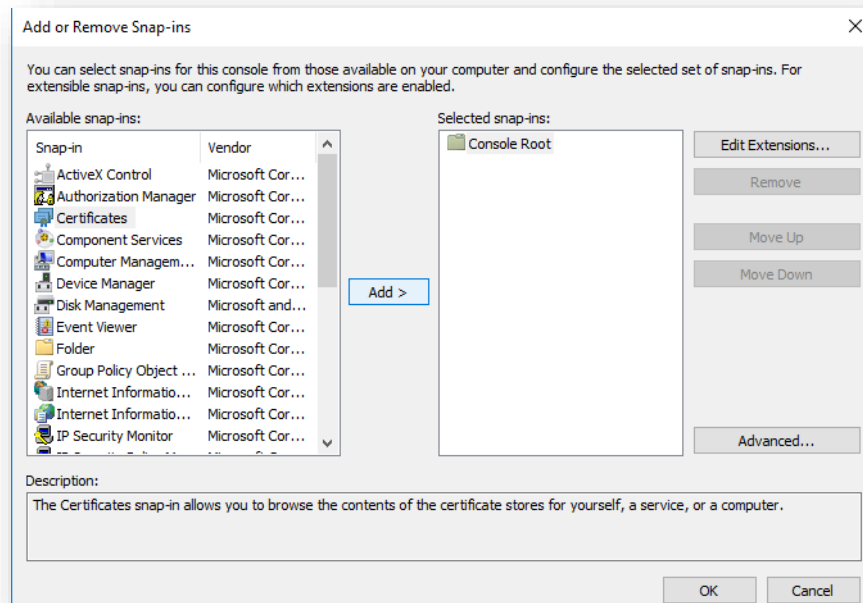 Add or Remove Snap-ins
You can select snap-ins for this console from those available on your computer and configure the selected set of snap-ins. For
extensible snap-ins, you can configure which extensions are enabled.
Available snap-ins:
Selected snap-ins:
Snap-in Vendor
Console Root
Edit Extensions...
ActiveX Control Microsoft Cor...
Remove
Authorization Manager Microsoft Cor...
Certificates Microsoft Cor...
Component Services Microsoft Cor...
Move Up
Computer Managem... Microsoft Cor...
Move Down
Device Manager Microsoft Cor...
Add >
Disk Management Microsoft and...
Event Viewer Microsoft Cor...
Folder Microsoft Cor...
Group Policy Object ... Microsoft Cor...
Internet Informatio... Microsoft Cor...
Internet Informatio... Microsoft Cor...
IP Security Monitor Microsoft Cor...
Advanced...
Description:
The Certificates snap-in allows you to browse the contents of the certificate stores for yourself, a service, or a computer.
OK
Cancel